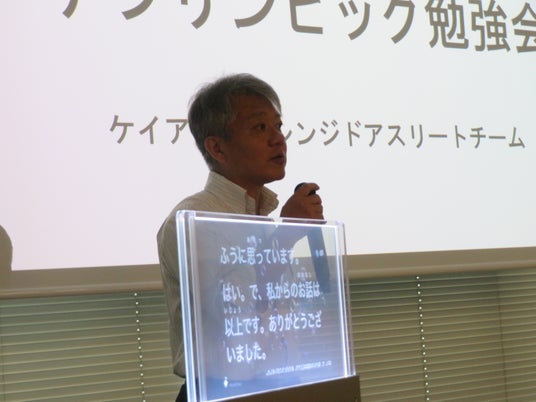 ンリンピック勉強会
ケイア レンジドアスリートチーム
ふうに思っています。
はい。で、私からのお話は
以上です。ありがとうござ
いました。